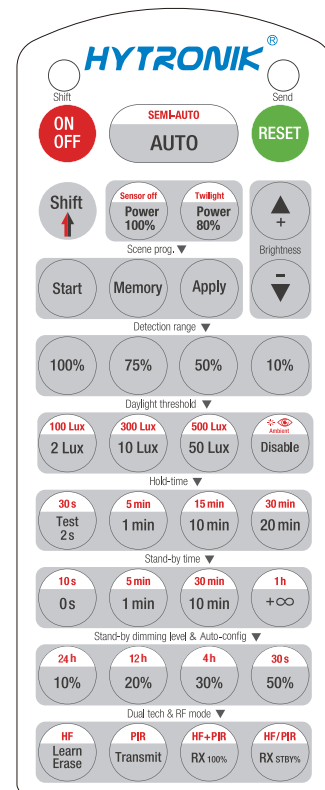 HYTRONIK®
Shift
Send
ON
OFF
SEMI-AUTO
AUTO
RESET
Shift
Sensor off
Power
100%
Twilight
Power
80%
+
Brightness
−
Scene prog. ▼
Start
Memory
Apply
Detection range ▼
100%
75%
50%
10%
Daylight threshold ▼
100 Lux
2 Lux
300 Lux
10 Lux
500 Lux
50 Lux
Ambient
Disable
Hold-time ▼
30 s
Test
2 s
5 min
1 min
15 min
10 min
30 min
20 min
Stand-by time ▼
10 s
0 s
5 min
1 min
30 min
10 min
1 h
+∞
Stand-by dimming level & Auto-config ▼
24 h
10%
12 h
20%
4 h
30%
30 s
50%
Dual tech & RF mode ▼
HF
Learn
Erase
PIR
Transmit
HF+PIR
RX 100%
HF/PIR
RX STBY%